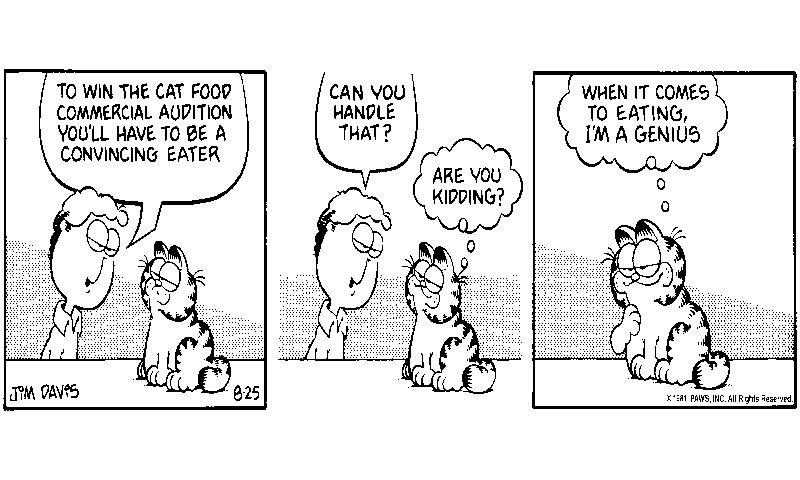 TO WIN THE CAT FOOD
COMMERCIAL AUDITION
YOU'LL HAVE TO BE A
CONVINCING EATER
JIM DAVIS
8-25
CAN YOU
HANDLE
THAT?
ARE YOU
KIDDING?
WHEN IT COMES
TO EATING,
I'M A GENIUS
© 1981 PAWS, INC. All Rights Reserved.